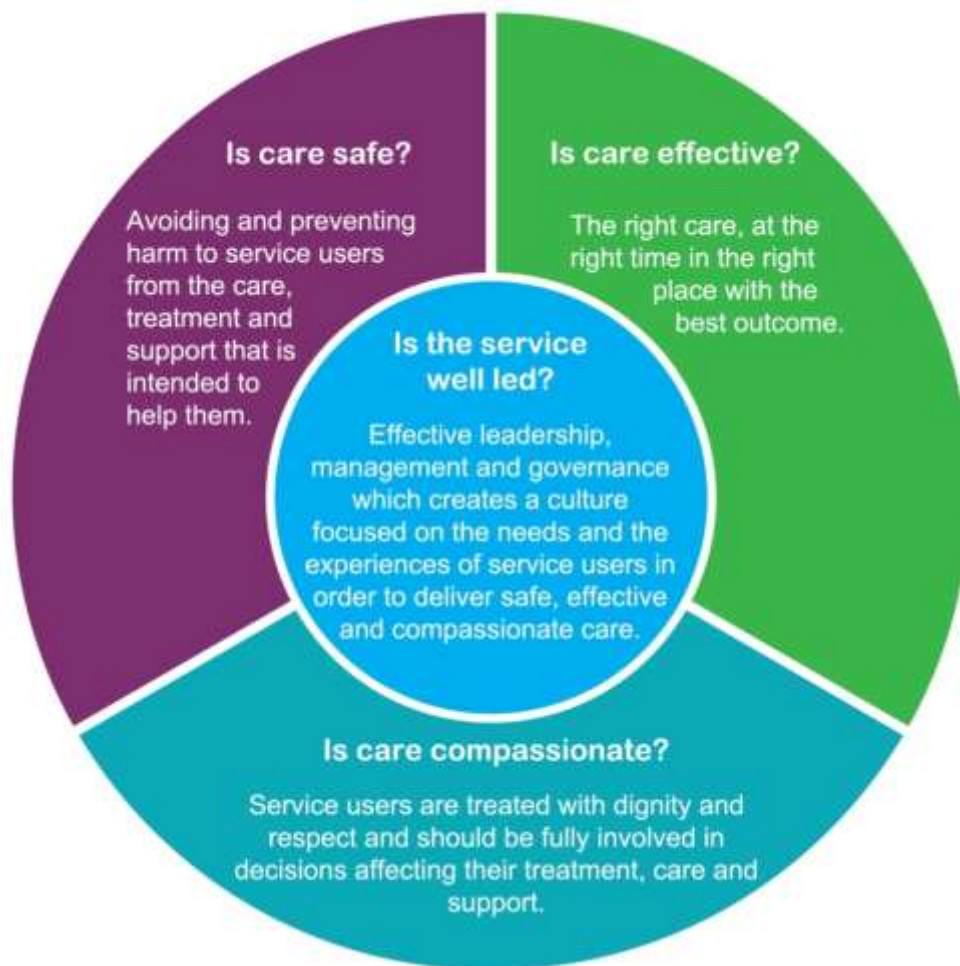 Is care safe?
Avoiding and preventing
harm to service users
from the care,
treatment and
support that is
intended to
help them.
Is care effective?
The right care, at the
right time in the right
place with the
best outcome.
Is the service
well led?
Effective leadership,
management and governance
which creates a culture
focused on the needs and the
experiences of service users in
order to deliver safe, effective
and compassionate care.
Is care compassionate?
Service users are treated with dignity and
respect and should be fully involved in
decisions affecting their treatment, care and
support.